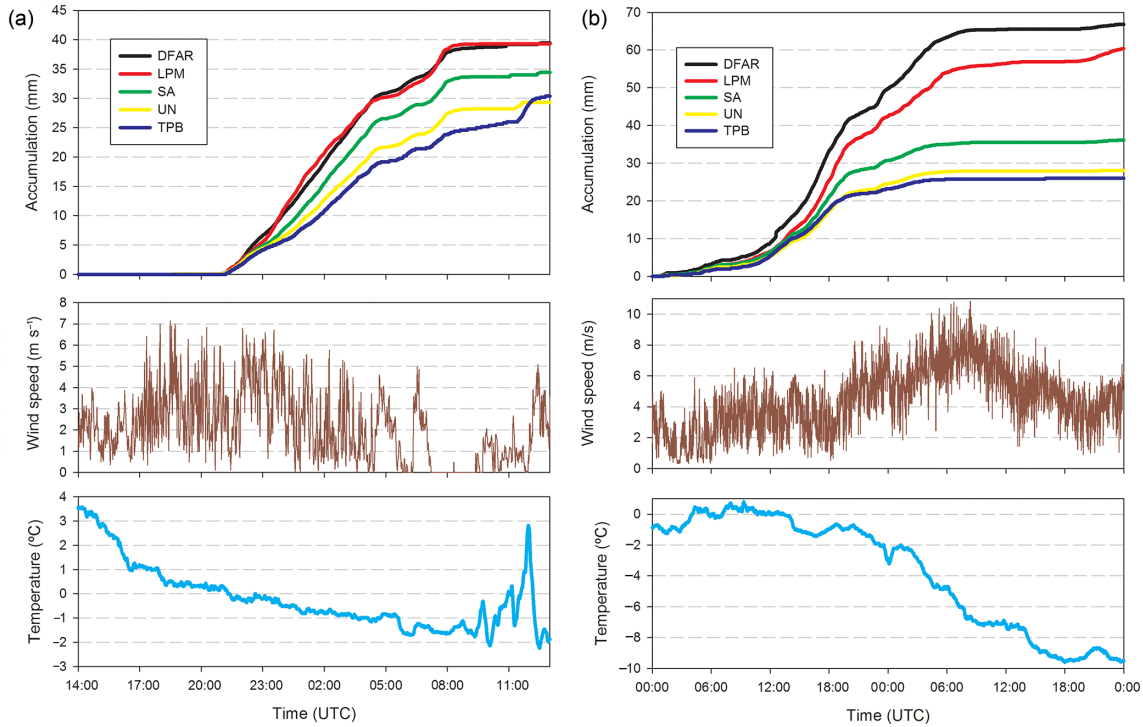 (a)
Accumulation (mm)
45
40
35
30
25
20
15
10
5
0
DFAR
LPM
SA
UN
TPB
Wind speed (m s⁻¹)
8
7
6
5
4
3
2
1
0
Temperature (ºC)
4
3
2
1
0
–1
–2
–3
14:00 17:00 20:00 23:00 02:00 05:00 08:00 11:00
Time (UTC)
(b)
Accumulation (mm)
70
60
50
40
30
20
10
0
DFAR
LPM
SA
UN
TPB
Wind speed (m/s)
10
8
6
4
2
0
Temperature (ºC)
0
–2
–4
–6
–8
–10
00:00 06:00 12:00 18:00 00:00 06:00 12:00 18:00 0:00
Time (UTC)